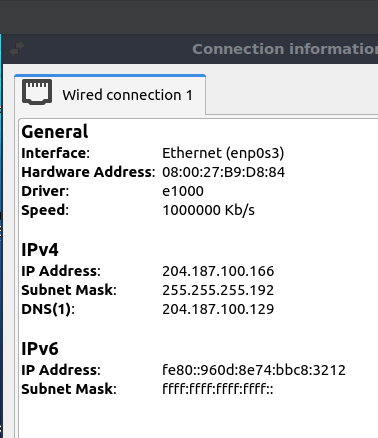 Connection information
Wired connection 1
General
Interface: Ethernet (enp0s3)
Hardware Address: 08:00:27:B9:D8:84
Driver: e1000
Speed: 1000000 Kb/s
IPv4
IP Address: 204.187.100.166
Subnet Mask: 255.255.255.192
DNS(1): 204.187.100.129
IPv6
IP Address: fe80::960d:8e74:bbc8:3212
Subnet Mask: ffff:ffff:ffff:ffff::